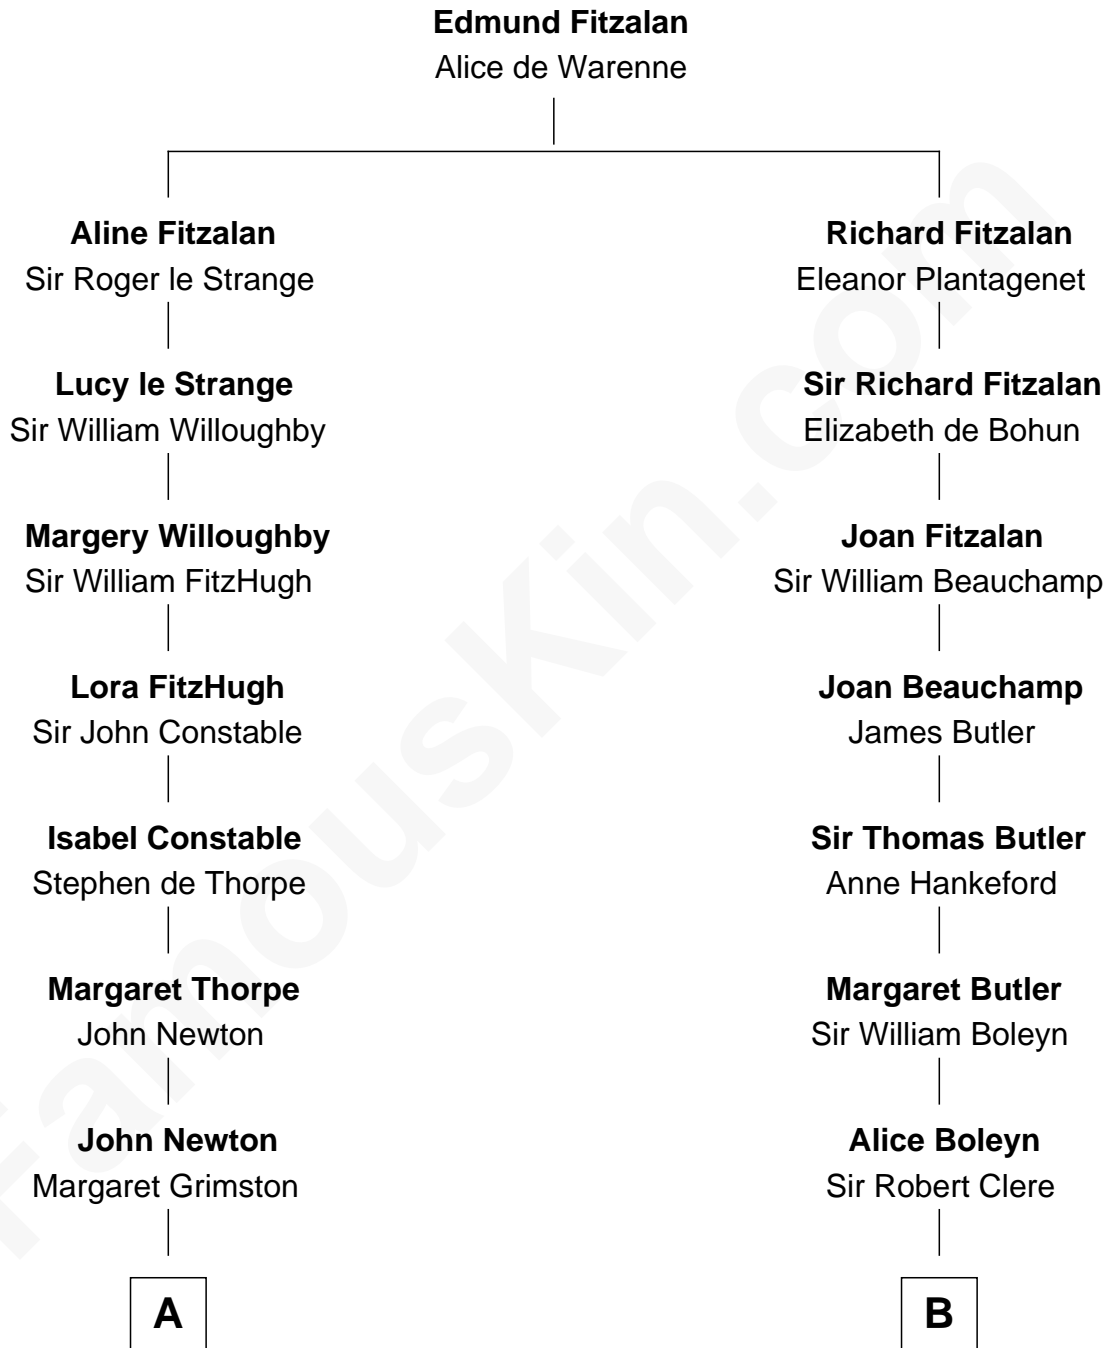 Edmund Fitzalan
Alice de Warenne
Aline Fitzalan
Sir Roger le Strange
Richard Fitzalan
Eleanor Plantagenet
Lucy le Strange
Sir William Willoughby
Sir Richard Fitzalan
Elizabeth de Bohun
Margery Willoughby
Sir William FitzHugh
Joan Fitzalan
Sir William Beauchamp
Lora FitzHugh
Sir John Constable
Joan Beauchamp
James Butler
Isabel Constable
Stephen de Thorpe
Sir Thomas Butler
Anne Hankeford
Margaret Thorpe
John Newton
Margaret Butler
Sir William Boleyn
John Newton
Margaret Grimston
Alice Boleyn
Sir Robert Clere
A
B
FamousKin.com